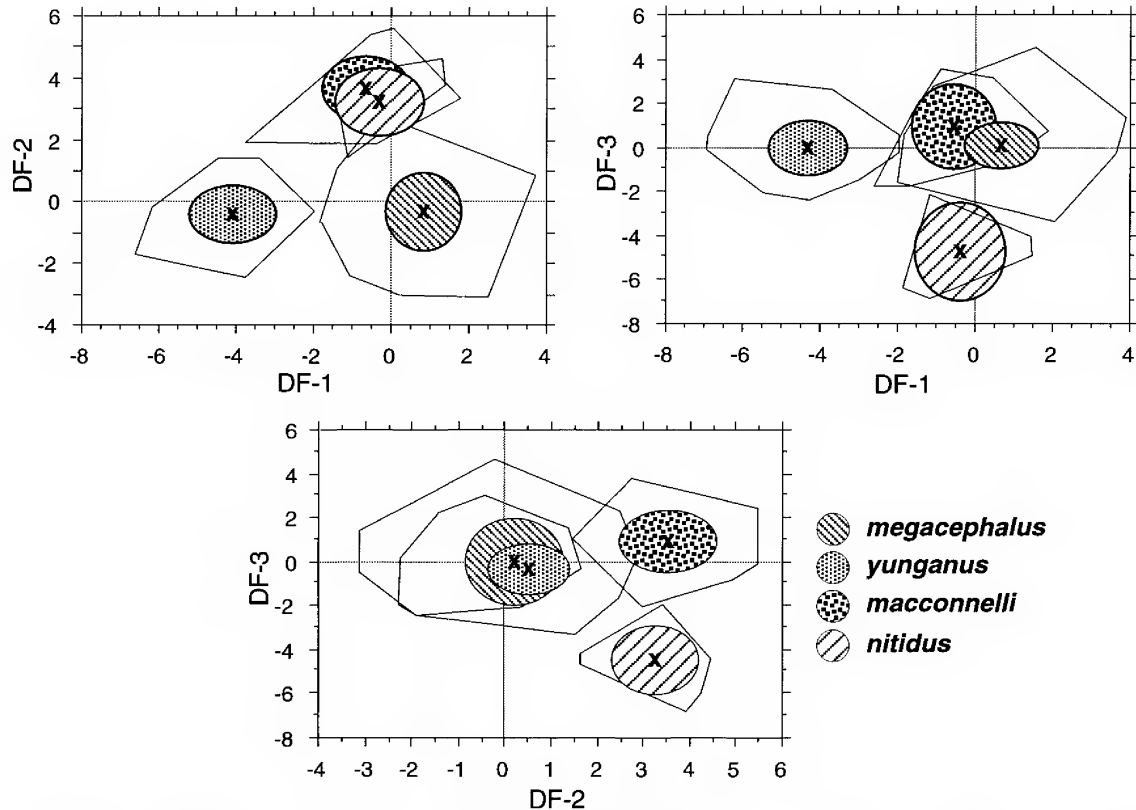 6
4
2
0
-2
-4
DF-2
-8 -6 -4 -2 0 2 4
DF-1
6
4
2
0
-2
-4
-6
-8
DF-3
-8 -6 -4 -2 0 2 4
DF-1
6
4
2
0
-2
-4
-6
-8
DF-3
-4 -3 -2 -1 0 1 2 3 4 5 6
DF-2
X
X
X
X
X
X
X
X
X
X
X
X
megacephalus
yunganus
macconnelli
nitidus